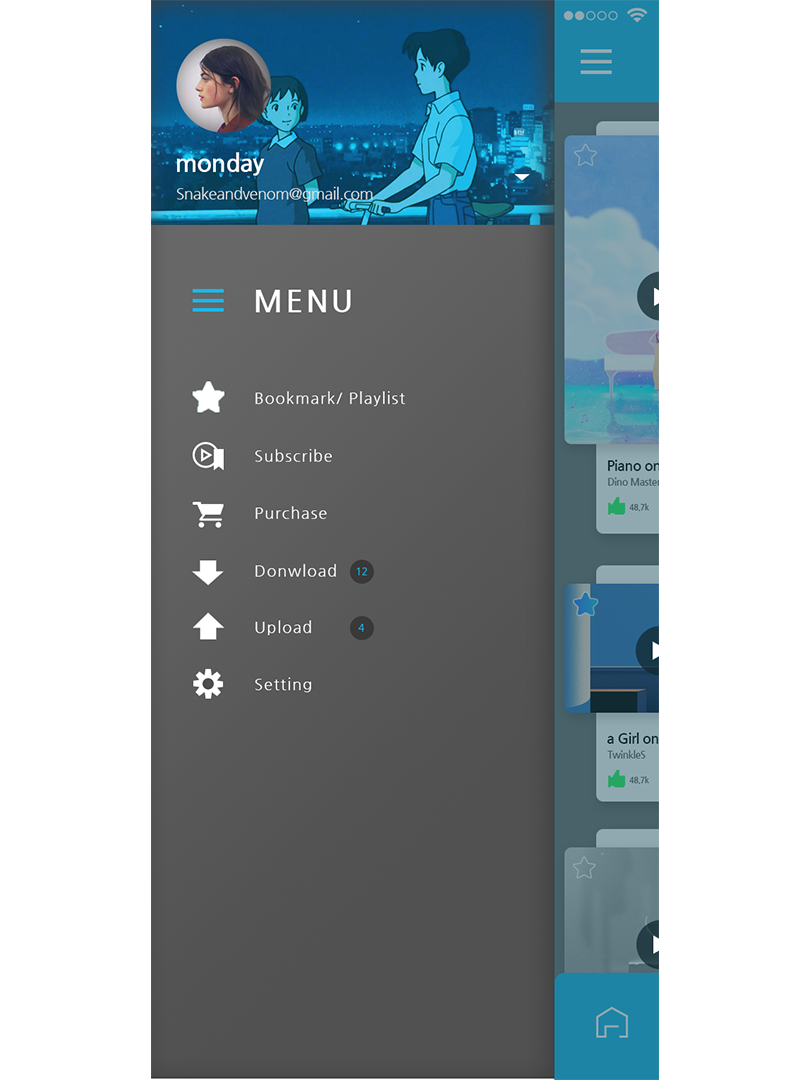 monday
Snakeandvenom@gmail.com
MENU
Bookmark/ Playlist
Subscribe
Purchase
Donwload 12
Upload 4
Setting
Piano on
Dino Master
48,7k
a Girl on
TwinkleS
48,7k